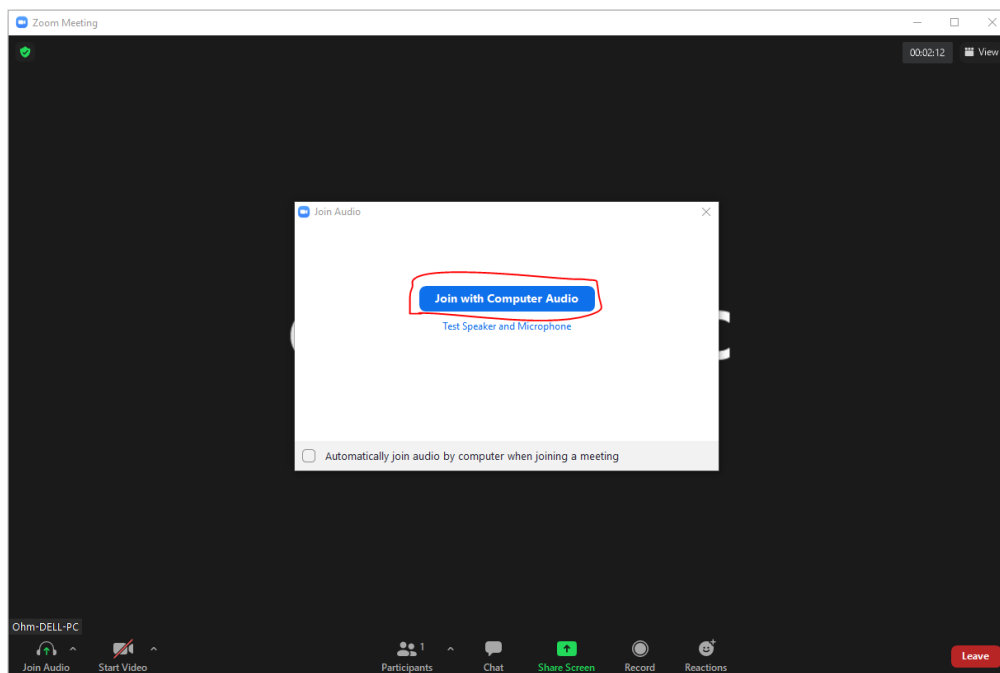 Zoom Meeting
00:02:12 View
Join Audio
Join with Computer Audio
Test Speaker and Microphone
Automatically join audio by computer when joining a meeting
Ohm-DELL-PC
1
Join Audio Start Video Participants Chat Share Screen Record Reactions Leave